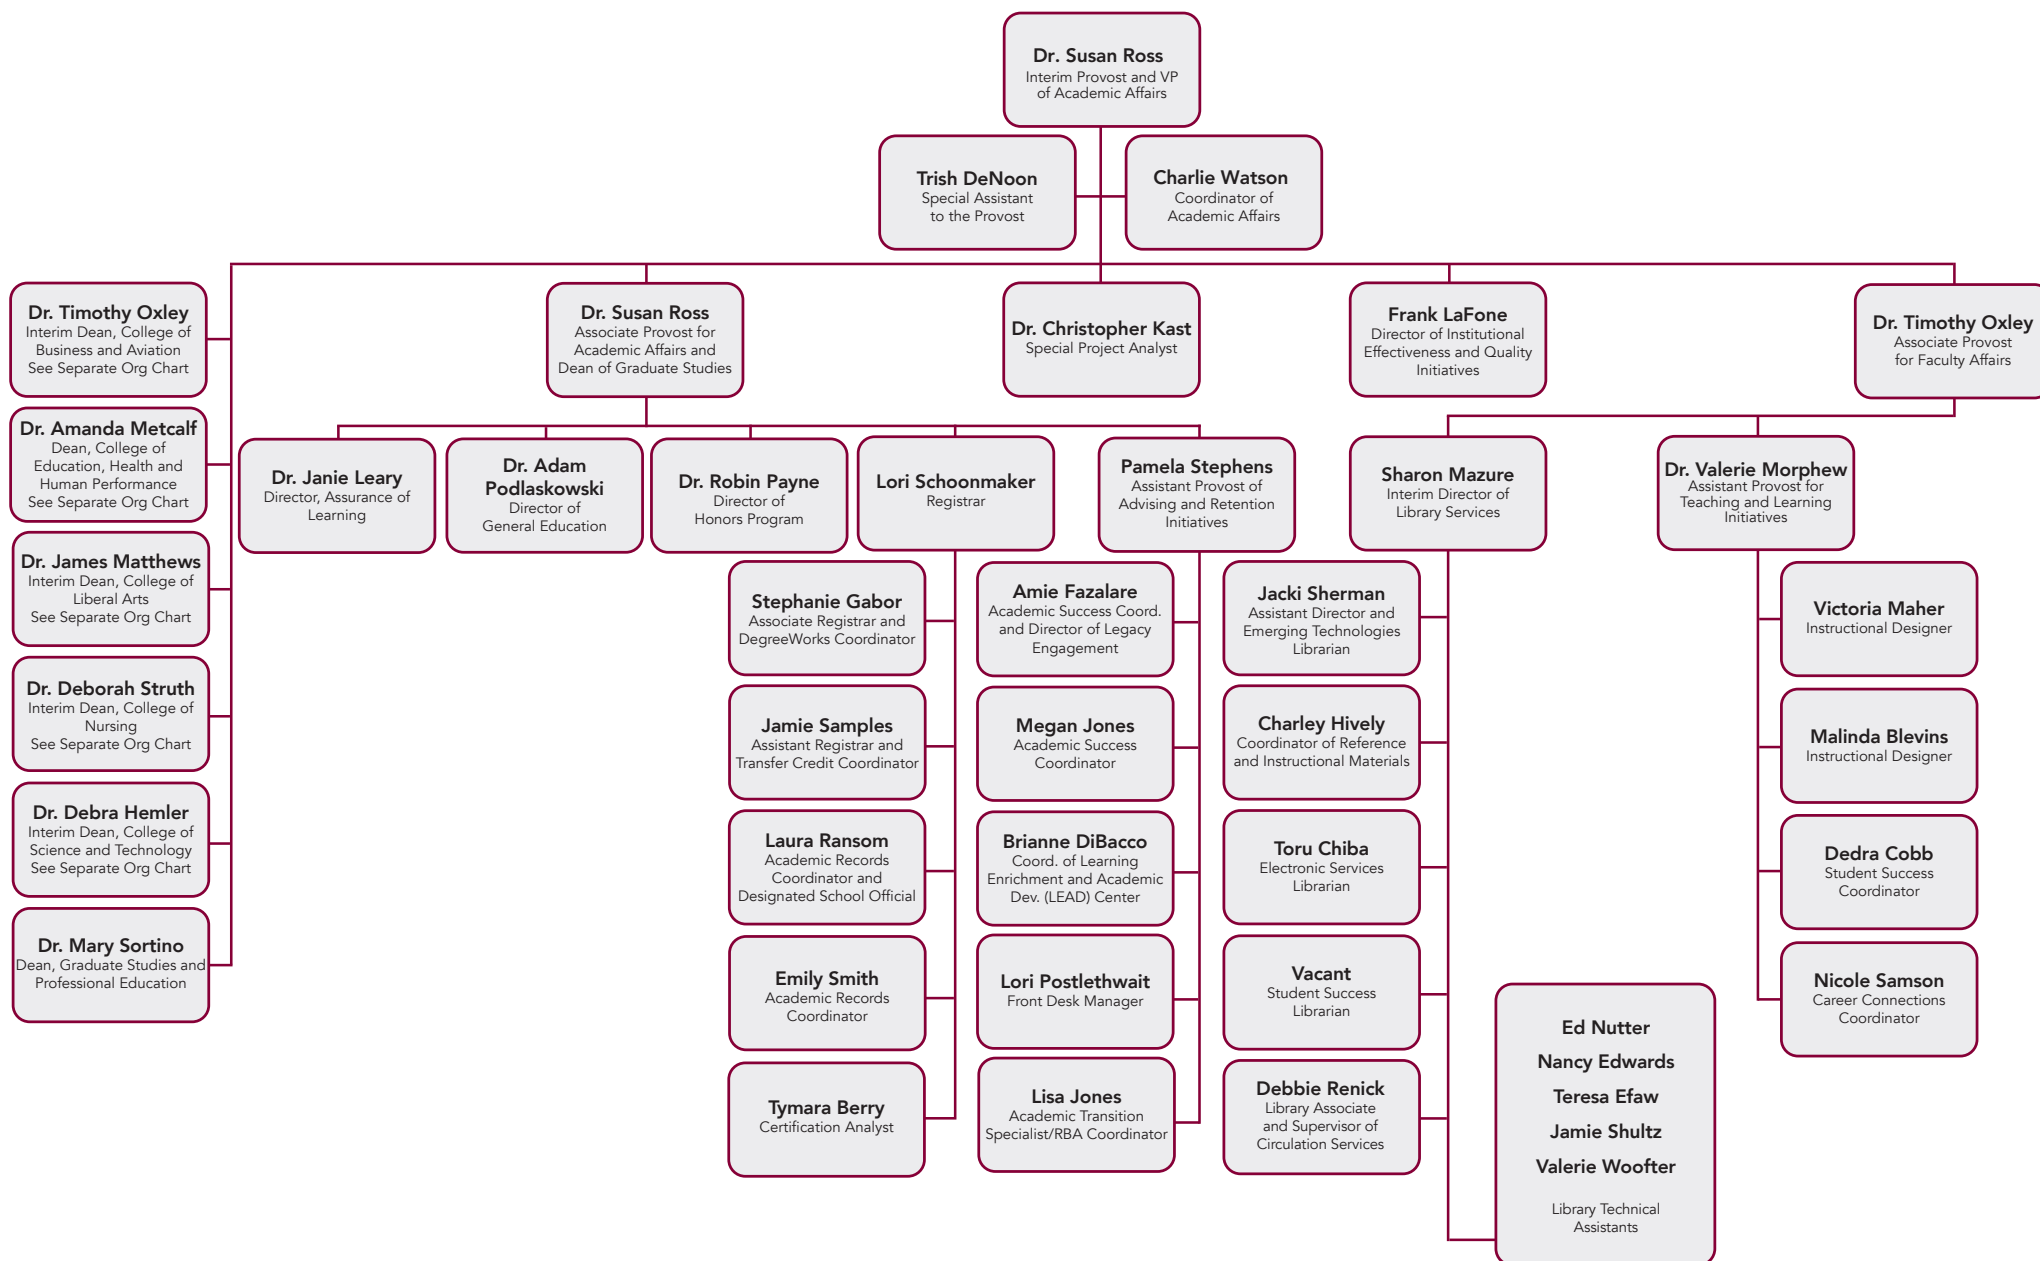 Dr. Susan Ross
Interim Provost and VP
of Academic Affairs
Trish DeNoon
Special Assistant
to the Provost
Charlie Watson
Coordinator of
Academic Affairs
Dr. Timothy Oxley
Interim Dean, College of
Business and Aviation
See Separate Org Chart
Dr. Susan Ross
Associate Provost for
Academic Affairs and
Dean of Graduate Studies
Dr. Christopher Kast
Special Project Analyst
Frank LaFone
Director of Institutional
Effectiveness and Quality
Initiatives
Dr. Timothy Oxley
Associate Provost
for Faculty Affairs
Dr. Amanda Metcalf
Dean, College of
Education, Health and
Human Performance
See Separate Org Chart
Dr. James Matthews
Interim Dean, College of
Liberal Arts
See Separate Org Chart
Dr. Deborah Struth
Interim Dean, College of
Nursing
See Separate Org Chart
Dr. Debra Hemler
Interim Dean, College of
Science and Technology
See Separate Org Chart
Dr. Mary Sortino
Dean, Graduate Studies and
Professional Education
Dr. Janie Leary
Director, Assurance of
Learning
Dr. Adam
Podlaskowski
Director of
General Education
Dr. Robin Payne
Director of
Honors Program
Lori Schoonmaker
Registrar
Pamela Stephens
Assistant Provost of
Advising and Retention
Initiatives
Sharon Mazure
Interim Director of
Library Services
Dr. Valerie Morphew
Assistant Provost for
Teaching and Learning
Initiatives
Stephanie Gabor
Associate Registrar and
DegreeWorks Coordinator
Jamie Samples
Assistant Registrar and
Transfer Credit Coordinator
Laura Ransom
Academic Records
Coordinator and
Designated School Official
Emily Smith
Academic Records
Coordinator
Tymara Berry
Certification Analyst
Amie Fazalare
Academic Success Coord.
and Director of Legacy
Engagement
Megan Jones
Academic Success
Coordinator
Brianne DiBacco
Coord. of Learning
Enrichment and Academic
Dev. (LEAD) Center
Lori Postlethwait
Front Desk Manager
Lisa Jones
Academic Transition
Specialist/RBA Coordinator
Jacki Sherman
Assistant Director and
Emerging Technologies
Librarian
Charley Hively
Coordinator of Reference
and Instructional Materials
Toru Chiba
Electronic Services
Librarian
Vacant
Student Success
Librarian
Debbie Renick
Library Associate
and Supervisor of
Circulation Services
Ed Nutter
Nancy Edwards
Teresa Efaw
Jamie Shultz
Valerie Woofter
Library Technical
Assistants
Victoria Maher
Instructional Designer
Malinda Blevins
Instructional Designer
Dedra Cobb
Student Success
Coordinator
Nicole Samson
Career Connections
Coordinator